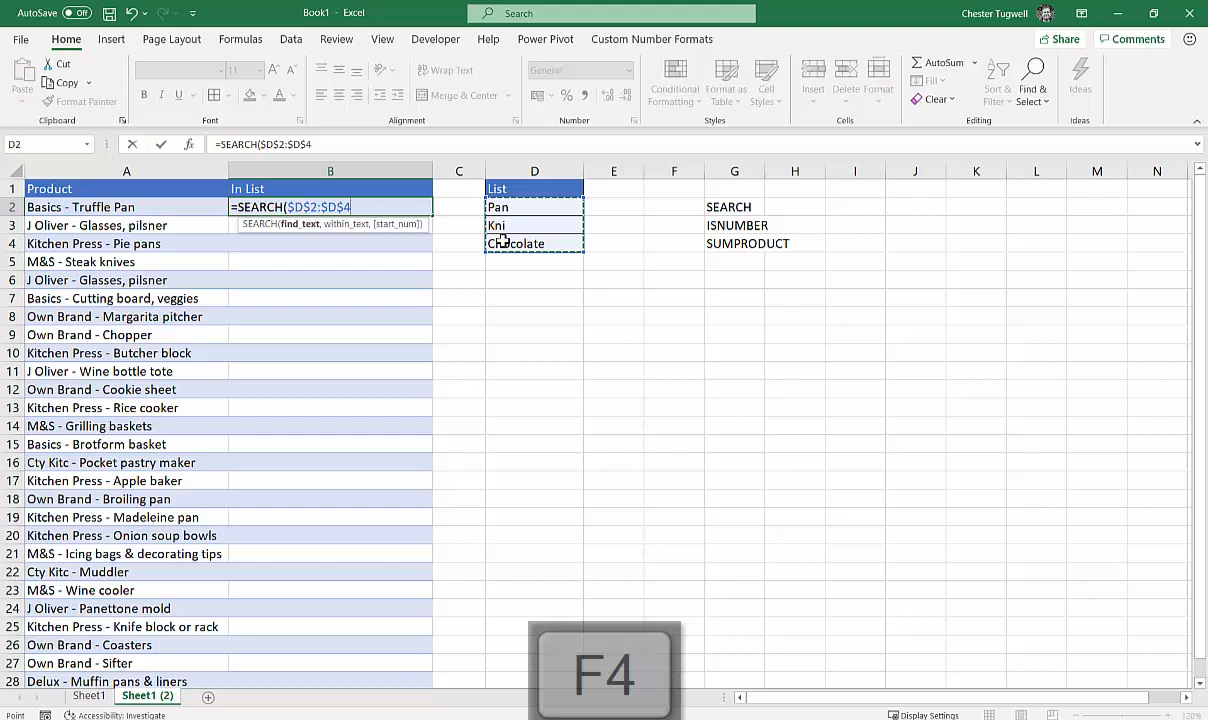 AutoSave Off Book1 - Excel Search Chester Tugwell
File Home Insert Page Layout Formulas Data Review View Developer Help Power Pivot Custom Number Formats Share Comments
Paste Cut Copy Format Painter
11
B I U A
Wrap Text
Merge & Center
General
Conditional Formatting Format as Table Cell Styles
Insert Delete Format
AutoSum Fill Clear
Sort & Filter Find & Select
Ideas
Clipboard Font Alignment Number Styles Cells Editing Ideas
D2 fx =SEARCH($D$2:$D$4
A B C D E F G H I J K L M N
1 Product In List List
2 Basics - Truffle Pan =SEARCH($D$2:$D$4 Pan SEARCH
SEARCH(find_text, within_text, [start_num])
3 J Oliver - Glasses, pilsner Kni ISNUMBER
4 Kitchen Press - Pie pans Chocolate SUMPRODUCT
5 M&S - Steak knives
6 J Oliver - Glasses, pilsner
7 Basics - Cutting board, veggies
8 Own Brand - Margarita pitcher
9 Own Brand - Chopper
10 Kitchen Press - Butcher block
11 J Oliver - Wine bottle tote
12 Own Brand - Cookie sheet
13 Kitchen Press - Rice cooker
14 M&S - Grilling baskets
15 Basics - Brotform basket
16 Cty Kitc - Pocket pastry maker
17 Kitchen Press - Apple baker
18 Own Brand - Broiling pan
19 Kitchen Press - Madeleine pan
20 Kitchen Press - Onion soup bowls
21 M&S - Icing bags & decorating tips
22 Cty Kitc - Muddler
23 M&S - Wine cooler
24 J Oliver - Panettone mold
25 Kitchen Press - Knife block or rack
26 Own Brand - Coasters
27 Own Brand - Sifter
28 Delux - Muffin pans & liners
F4
Sheet1 Sheet1 (2)
Point Accessibility: Investigate Display Settings 120%